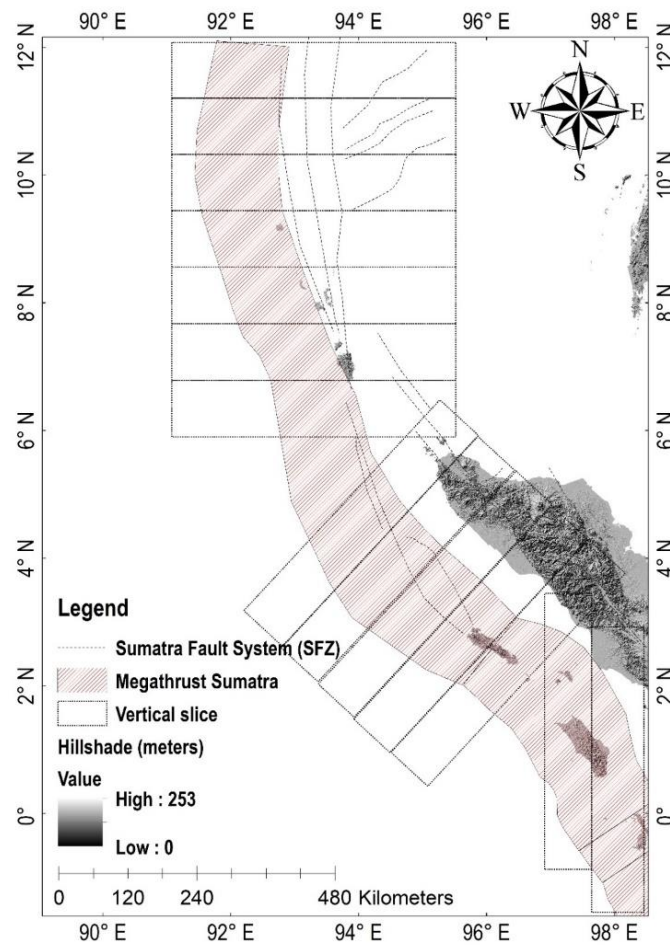 90° E 92° E 94° E 96° E 98° E
12° N 12° N
N
W E
S
10° N 10° N
8° N 8° N
6° N 6° N
4° N 4° N
Legend
Sumatra Fault System (SFZ)
Megathrust Sumatra
2° N 2° N
Vertical slice
Hillshade (meters)
Value
High : 253
0° 0°
Low : 0
0 120 240 480 Kilometers
90° E 92° E 94° E 96° E 98° E